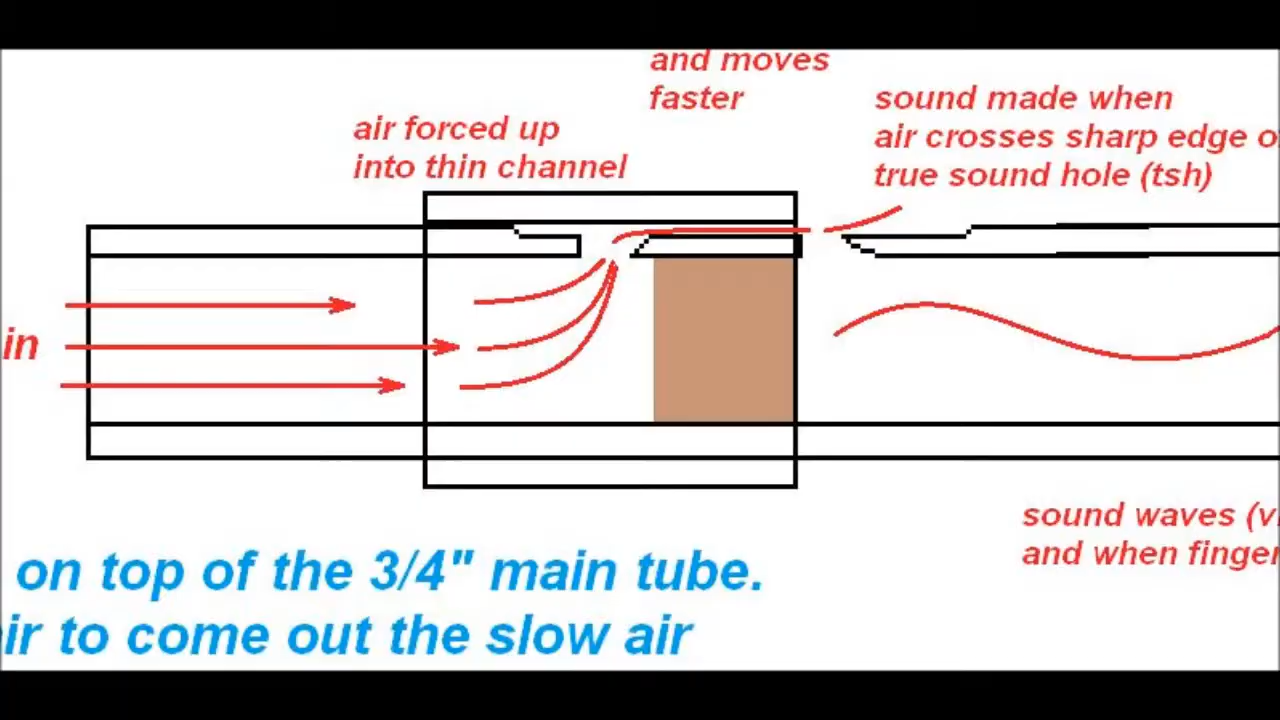 and moves
faster
sound made when
air crosses sharp edge
true sound hole (tsh)
air forced up
into thin channel
in
sound waves
and when
on top of the 3/4" main tube.
to come out the slow air